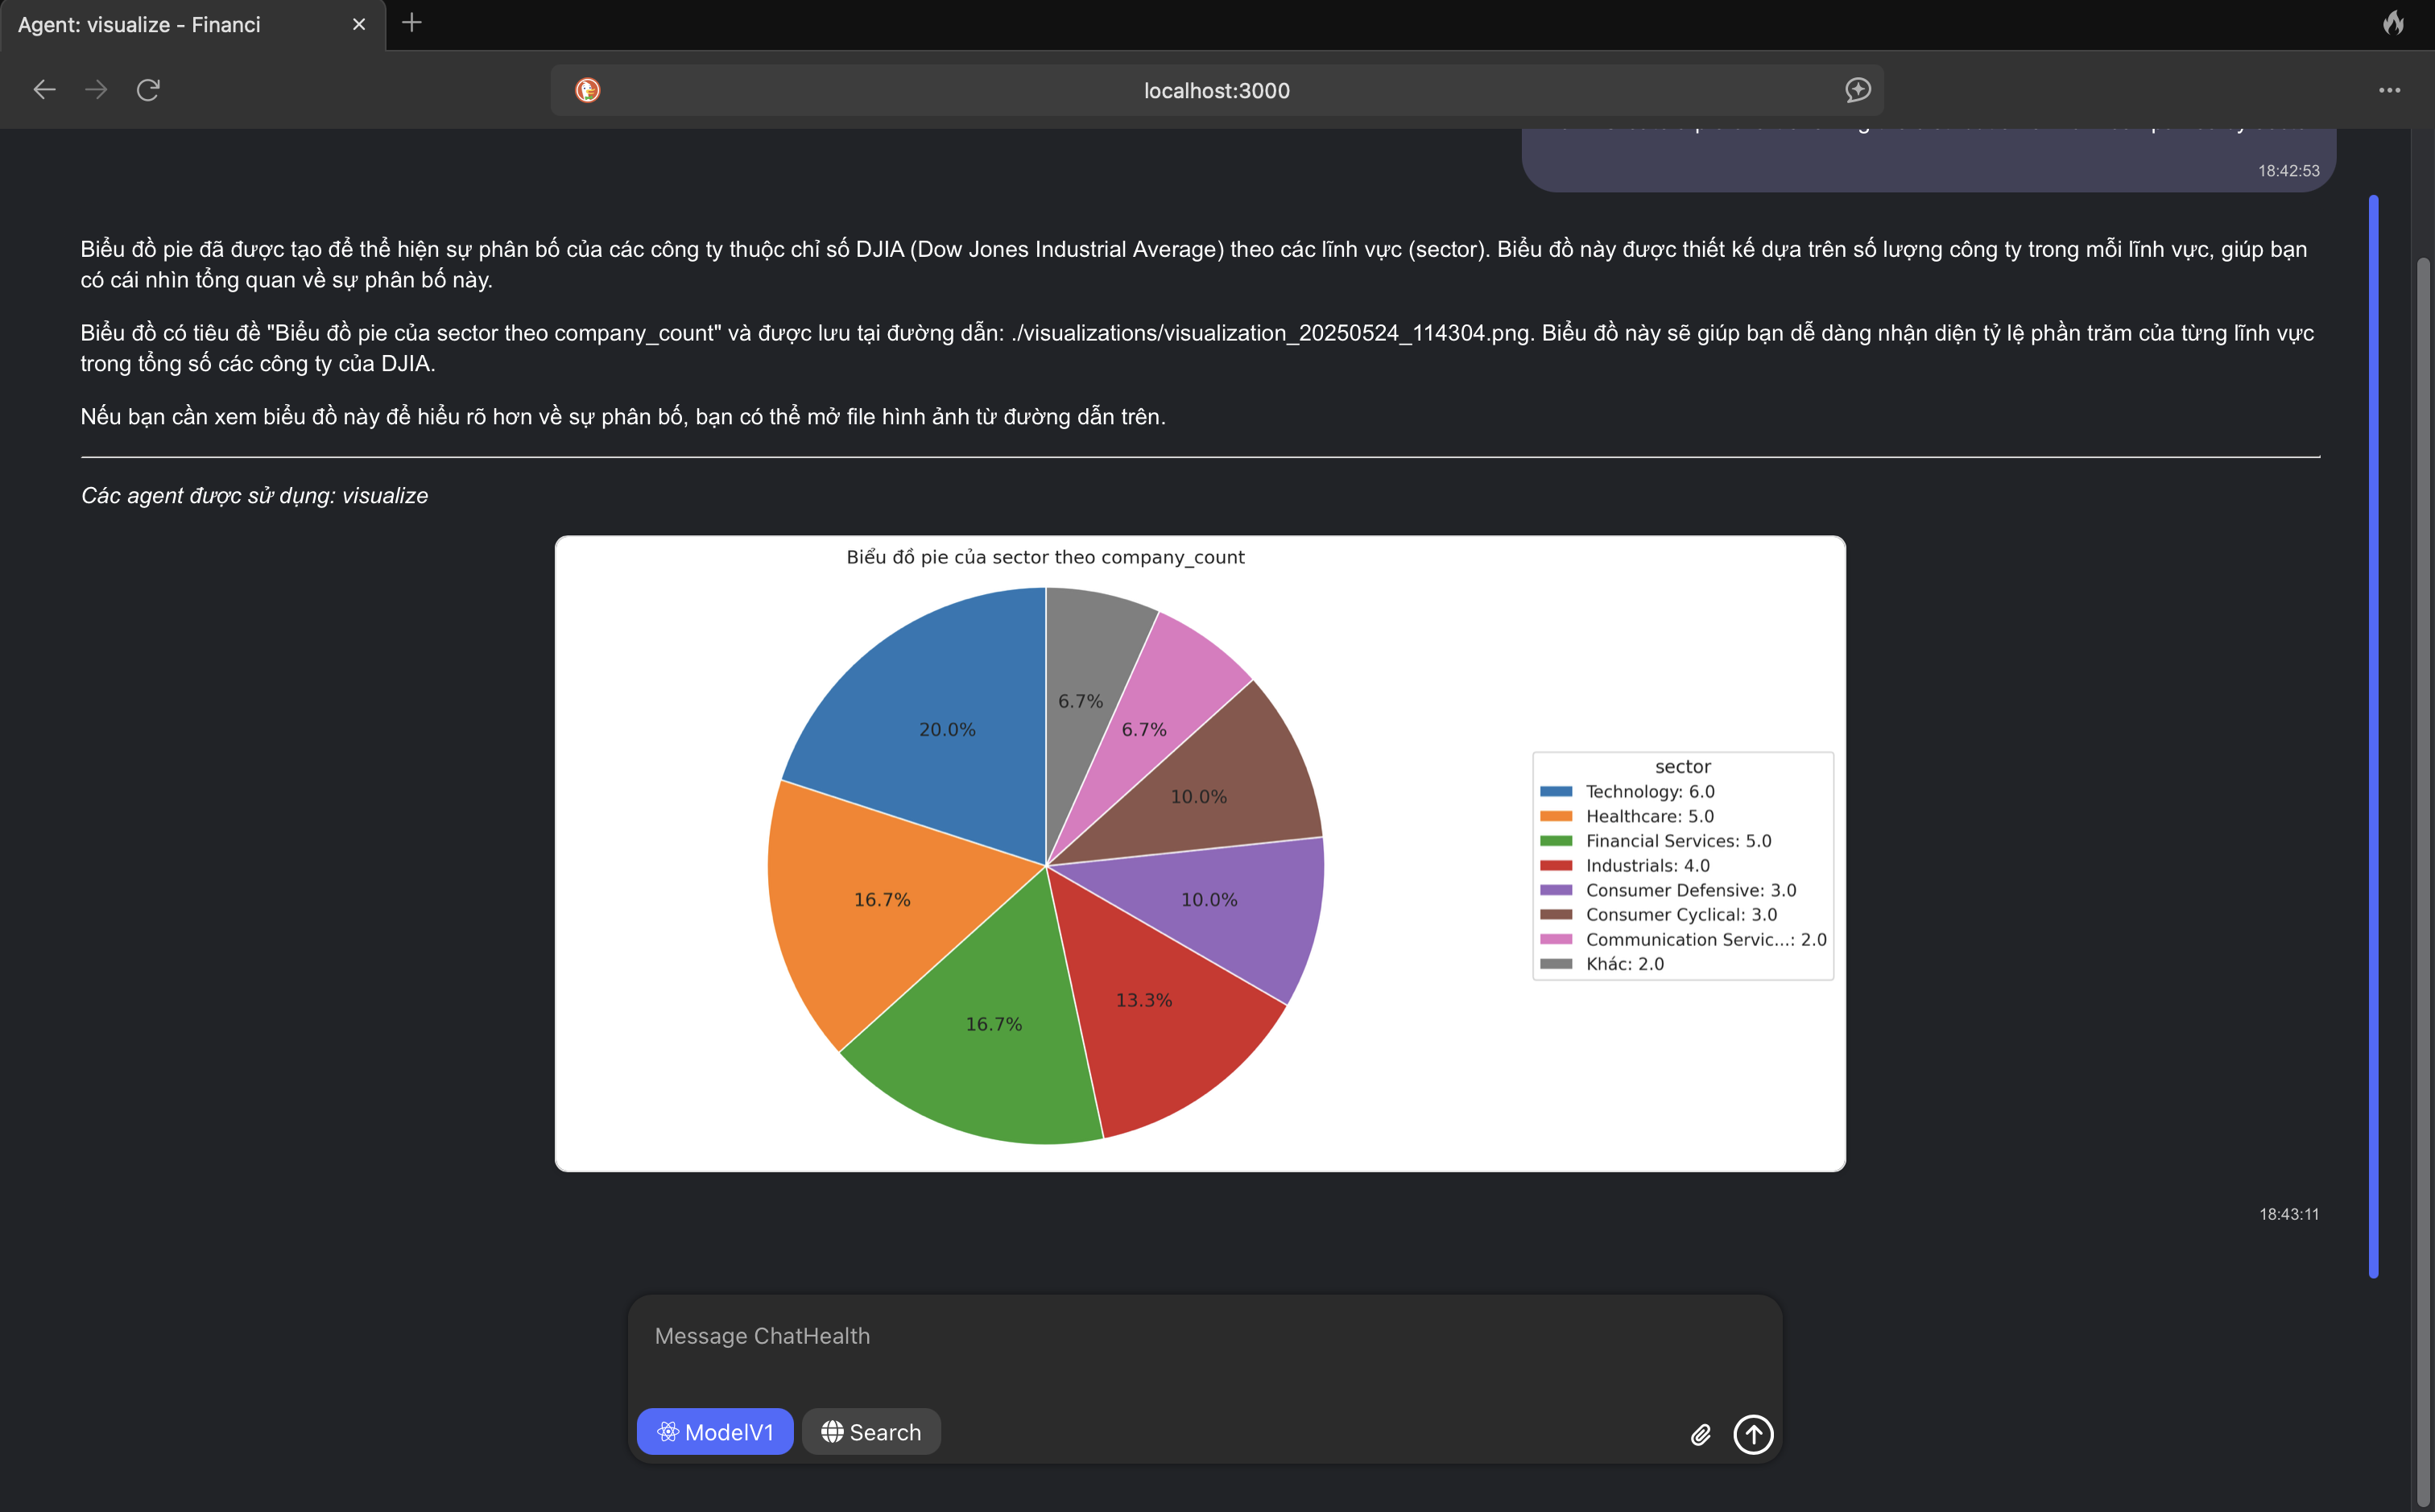 Agent: visualize - Financi
localhost:3000
18:42:53
Biểu đồ pie đã được tạo để thể hiện sự phân bố của các công ty thuộc chỉ số DJIA (Dow Jones Industrial Average) theo các lĩnh vực (sector). Biểu đồ này được thiết kế dựa trên số lượng công ty trong mỗi lĩnh vực, giúp bạn
có cái nhìn tổng quan về sự phân bố này.
Biểu đồ có tiêu đề "Biểu đồ pie của sector theo company_count" và được lưu tại đường dẫn: ./visualizations/visualization_20250524_114304.png. Biểu đồ này sẽ giúp bạn dễ dàng nhận diện tỷ lệ phần trăm của từng lĩnh vực
trong tổng số các công ty của DJIA.
Nếu bạn cần xem biểu đồ này để hiểu rõ hơn về sự phân bố, bạn có thể mở file hình ảnh từ đường dẫn trên.
Các agent được sử dụng: visualize
Biểu đồ pie của sector theo company_count
6.7%
6.7%
20.0%
10.0%
16.7%
10.0%
13.3%
16.7%
sector
Technology: 6.0
Healthcare: 5.0
Financial Services: 5.0
Industrials: 4.0
Consumer Defensive: 3.0
Consumer Cyclical: 3.0
Communication Servic...: 2.0
Khác: 2.0
18:43:11
Message ChatHealth
ModelV1
Search